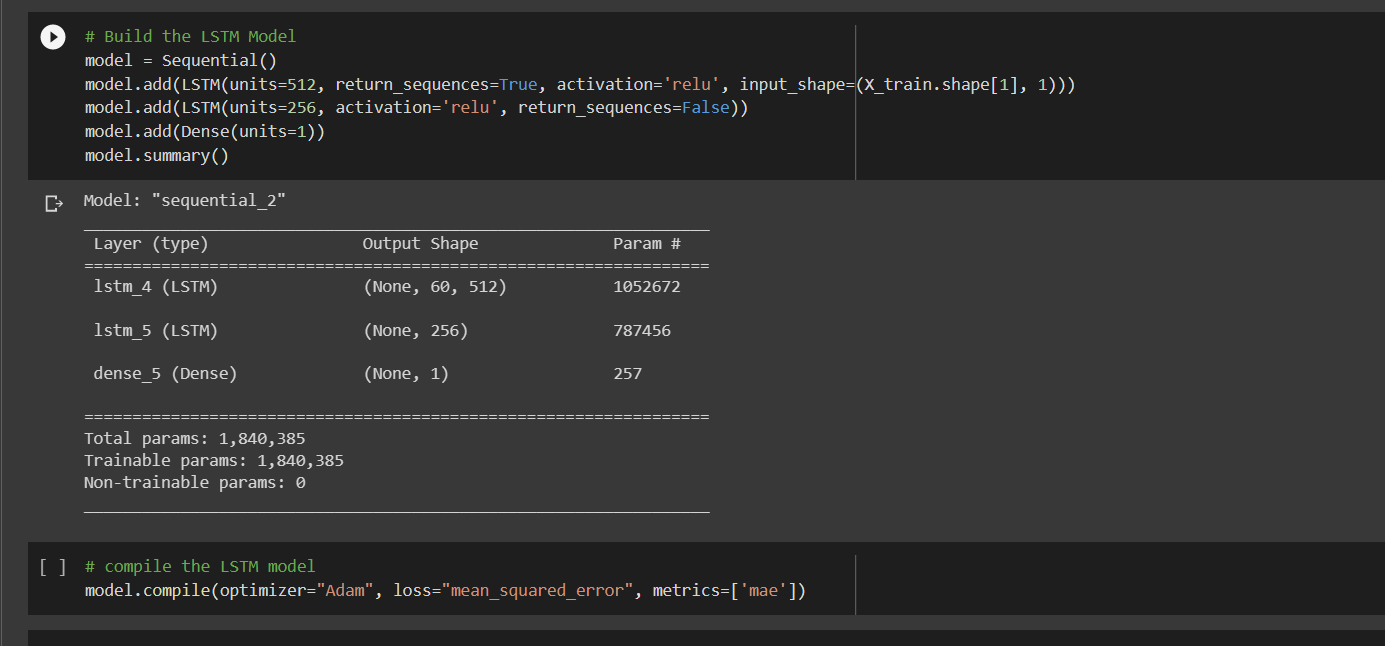 # Build the LSTM Model
model = Sequential()
model.add(LSTM(units=512, return_sequences=True, activation='relu', input_shape=(X_train.shape[1], 1)))
model.add(LSTM(units=256, activation='relu', return_sequences=False))
model.add(Dense(units=1))
model.summary()
Model: "sequential_2"
_________________________________________________________________
Layer (type) Output Shape Param #
=================================================================
lstm_4 (LSTM) (None, 60, 512) 1052672
lstm_5 (LSTM) (None, 256) 787456
dense_5 (Dense) (None, 1) 257
=================================================================
Total params: 1,840,385
Trainable params: 1,840,385
Non-trainable params: 0
_________________________________________________________________
[ ] # compile the LSTM model
model.compile(optimizer="Adam", loss="mean_squared_error", metrics=['mae'])